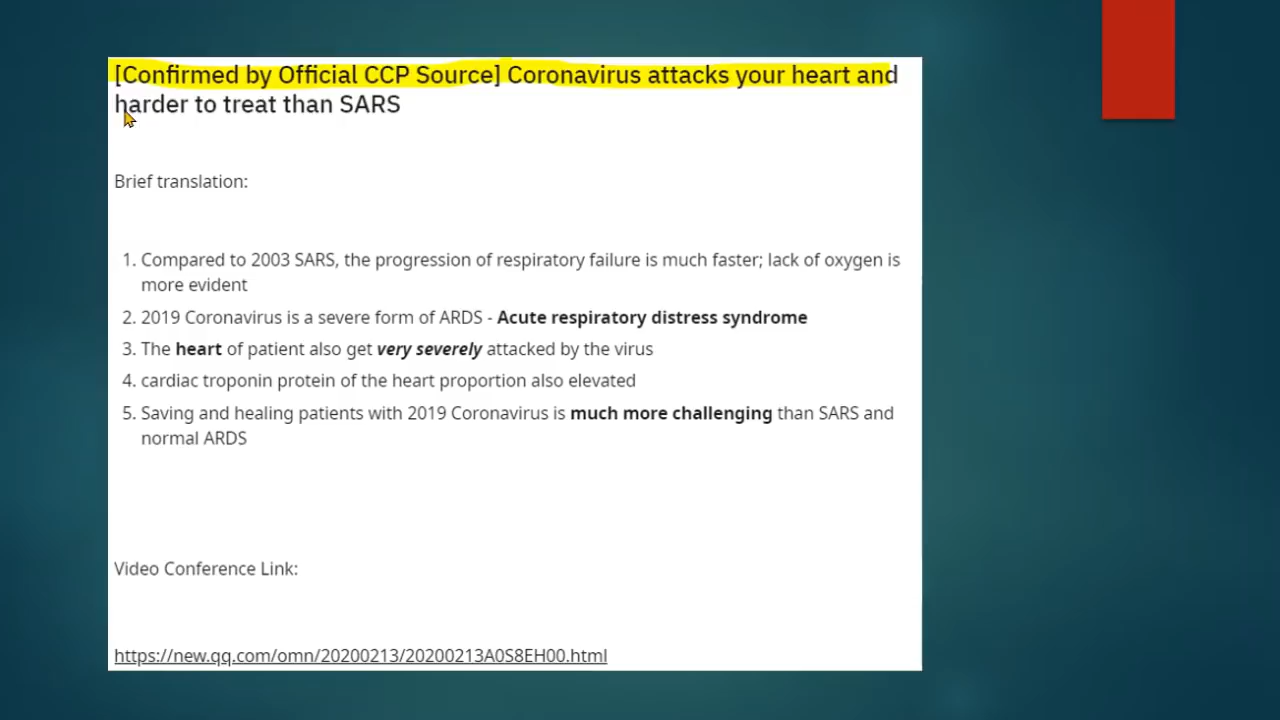 [Confirmed by Official CCP Source] Coronavirus attacks your heart and
harder to treat than SARS
Brief translation:
1. Compared to 2003 SARS, the progression of respiratory failure is much faster; lack of oxygen is
more evident
2. 2019 Coronavirus is a severe form of ARDS - Acute respiratory distress syndrome
3. The heart of patient also get very severely attacked by the virus
4. cardiac troponin protein of the heart proportion also elevated
5. Saving and healing patients with 2019 Coronavirus is much more challenging than SARS and
normal ARDS
Video Conference Link:
https://new.qq.com/omn/20200213/20200213A0S8EH00.html